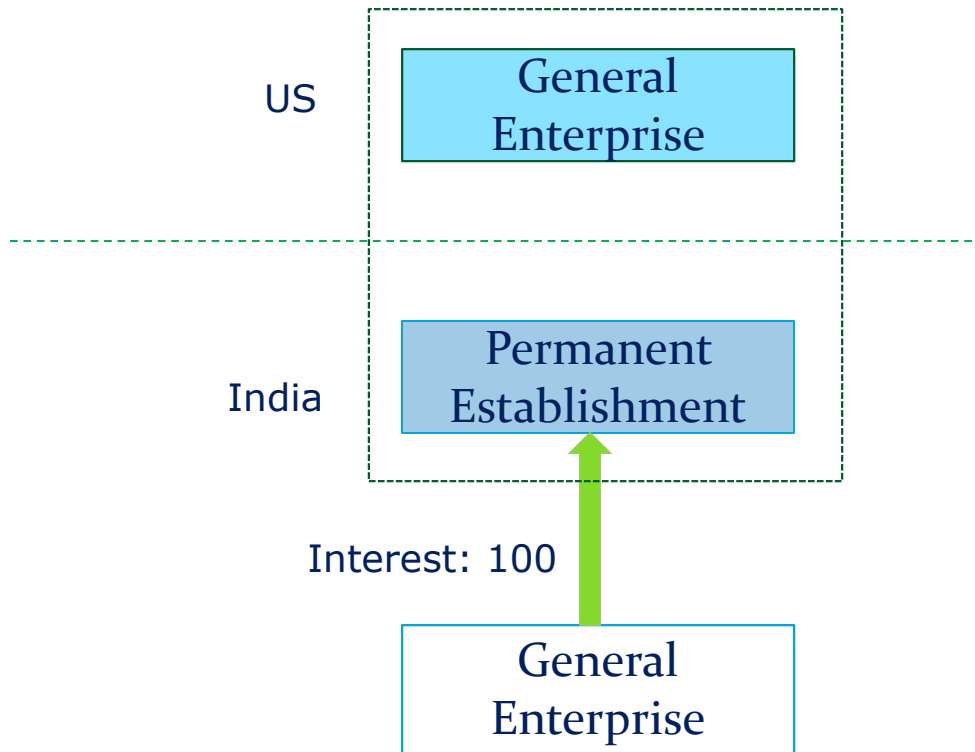 US
General
Enterprise
India
Permanent
Establishment
Interest: 100
General
Enterprise